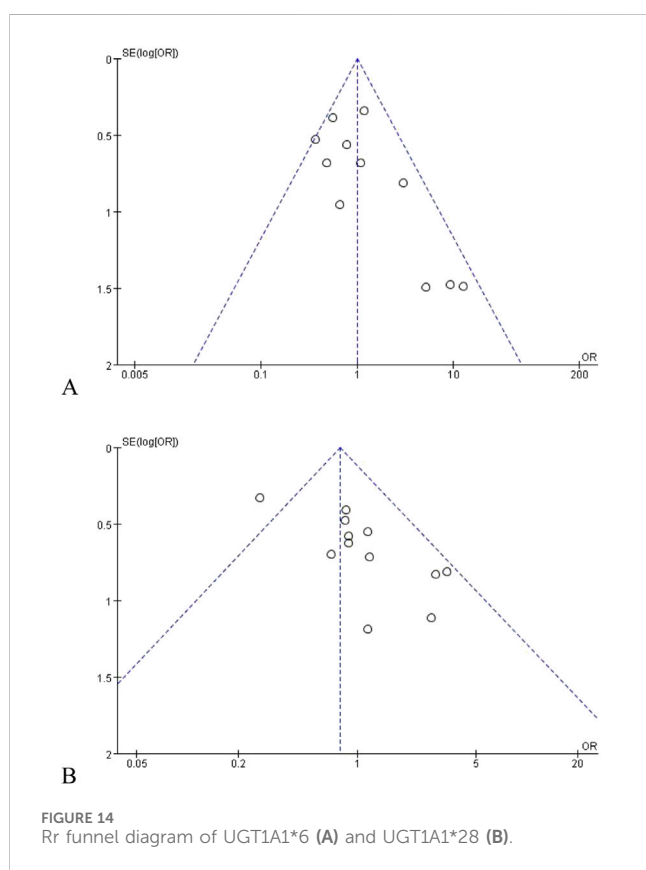 SE(log[OR])
0
0.5
1
1.5
2
OR
0.005
0.1
1
10
200
A
SE(log[OR])
0
0.5
1
1.5
2
OR
0.05
0.2
1
5
20
B
FIGURE 14
Rr funnel diagram of UGT1A1*6 (A) and UGT1A1*28 (B).